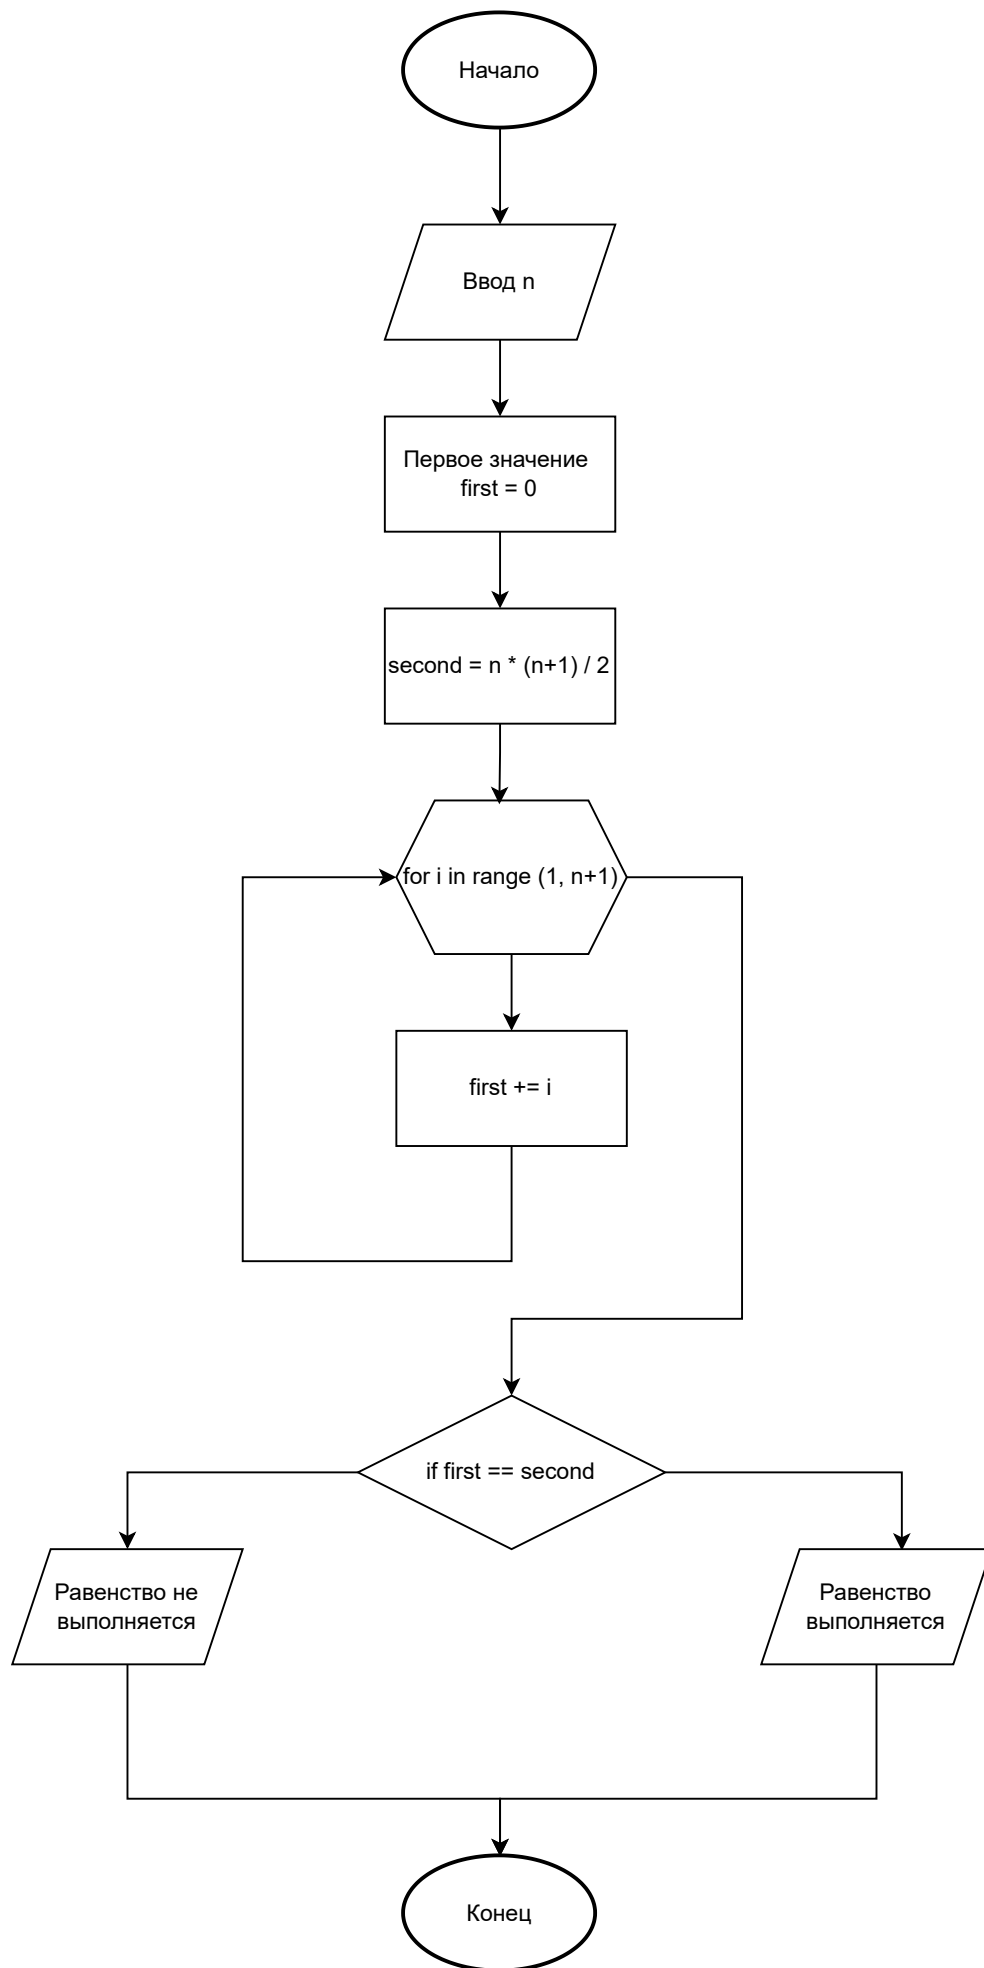 Начало
Ввод n
Первое значение
first = 0
second = n * (n+1) / 2
for i in range (1, n+1)
first += i
if first == second
Равенство не
выполняется
Равенство
выполняется
Конец